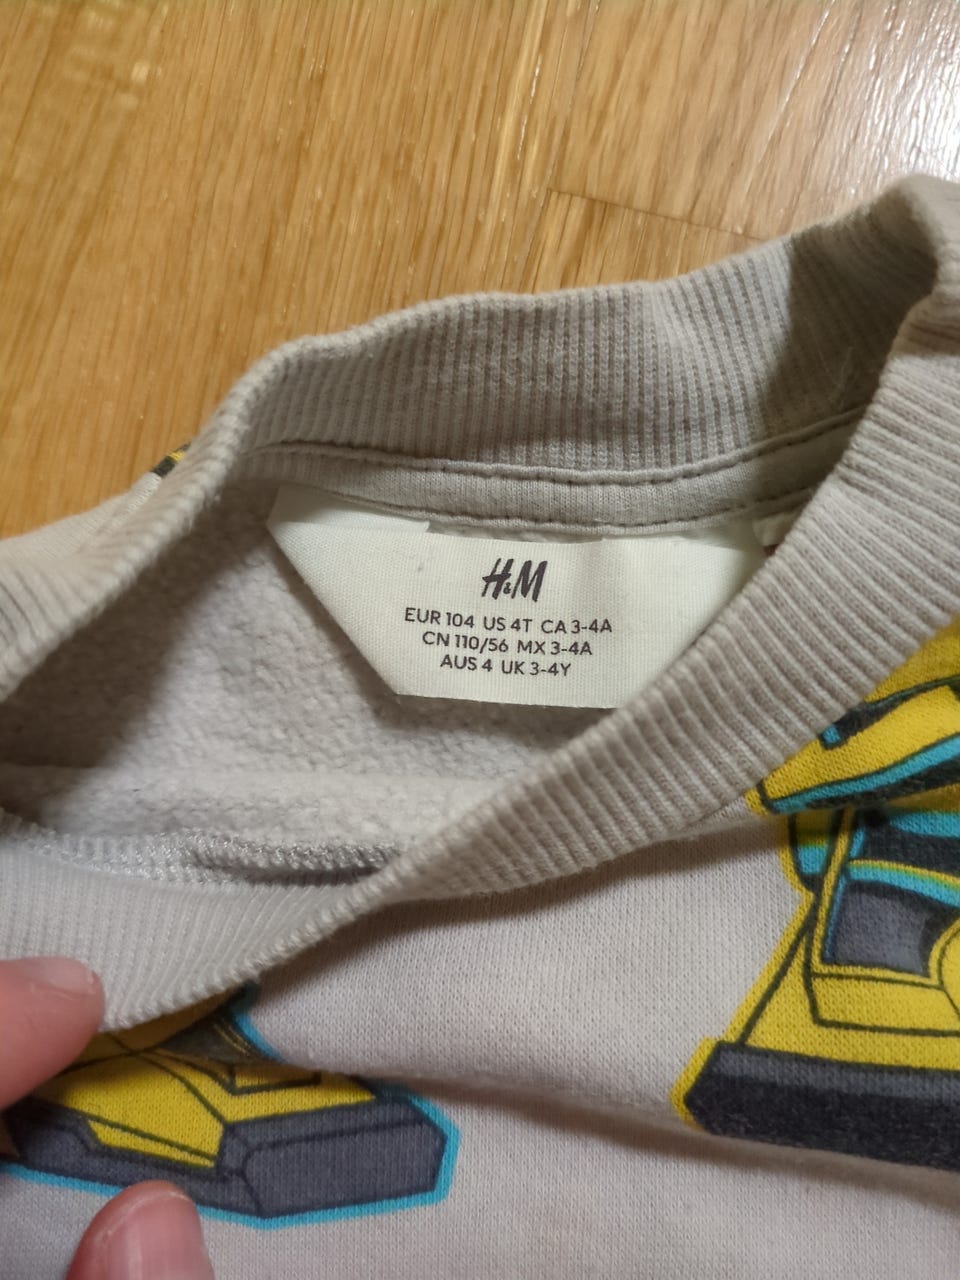 H&M
EUR 104 US 4T CA 3-4A
CN 110/56 MX 3-4A
AUS 4 UK 3-4Y